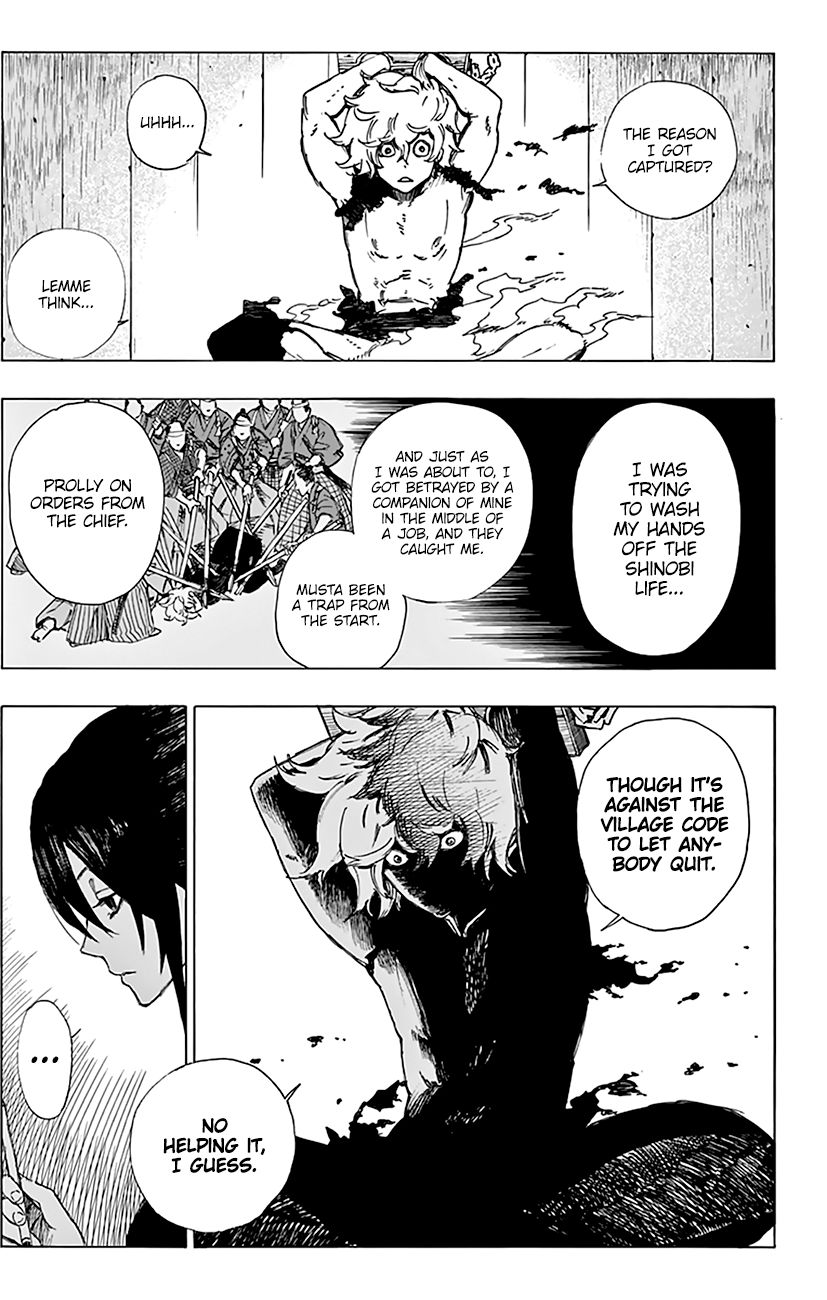 THE REASON
I GOT
CAPTURED?
UHHH...
LEMME
THINK...
I WAS
TRYING
TO WASH
MY HANDS
OFF THE
SHINOBI
LIFE...
AND JUST AS
I WAS ABOUT TO, I
GOT BETRAYED BY A
COMPANION OF MINE
IN THE MIDDLE OF
A JOB, AND THEY
CAUGHT ME.
MUSTA BEEN
A TRAP FROM
THE START.
PROLLY ON
ORDERS FROM
THE CHIEF.
THOUGH IT'S
AGAINST THE
VILLAGE CODE
TO LET ANY-
BODY QUIT.
NO
HELPING IT,
I GUESS.
...